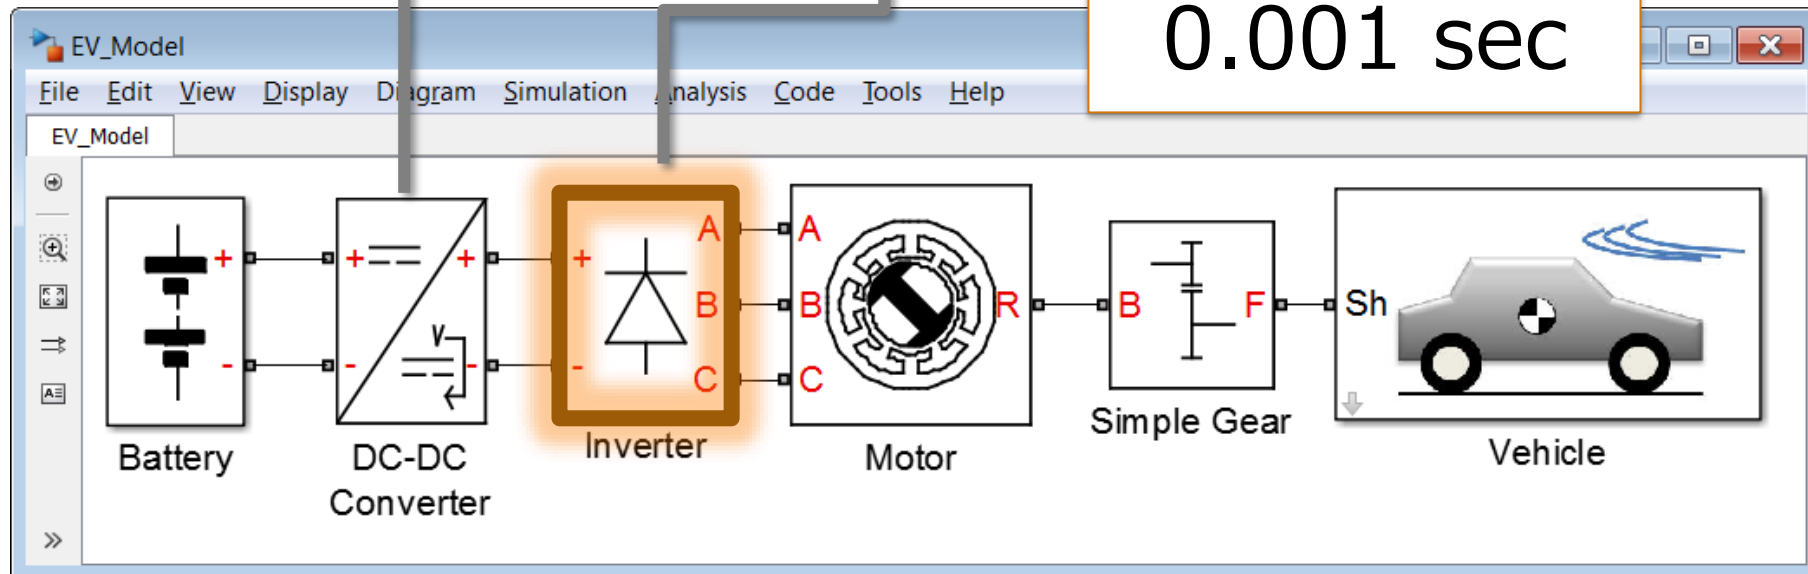 0.001 sec
EV_Model
File Edit View Display Diagram Simulation Analysis Code Tools Help
EV_Model
+ + + + A A
V B B R B F Sh
- - - - C C
A
Battery DC-DC Converter Inverter Motor Simple Gear Vehicle